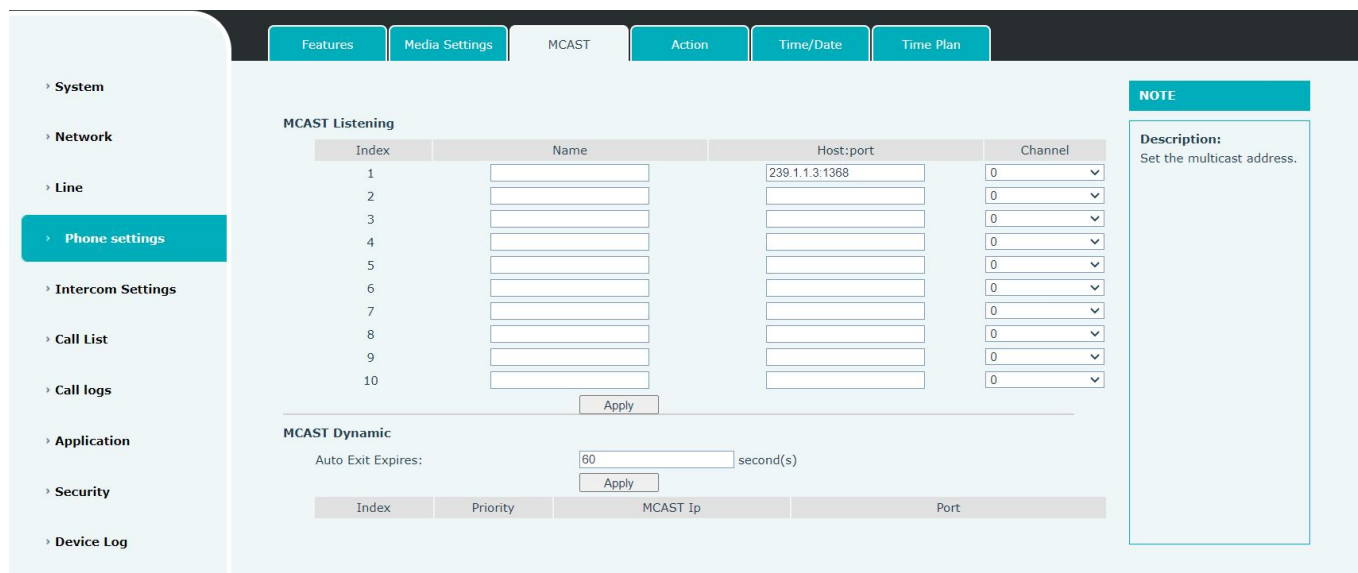 Features Media Settings MCAST Action Time/Date Time Plan
› System
› Network
› Line
› Phone settings
› Intercom Settings
› Call List
› Call logs
› Application
› Security
› Device Log
MCAST Listening
Index Name Host:port Channel
1 239.1.1.3:1368 0
2 0
3 0
4 0
5 0
6 0
7 0
8 0
9 0
10 0
Apply
MCAST Dynamic
Auto Exit Expires: 60 second(s)
Apply
Index Priority MCAST Ip Port
NOTE
Description:
Set the multicast address.